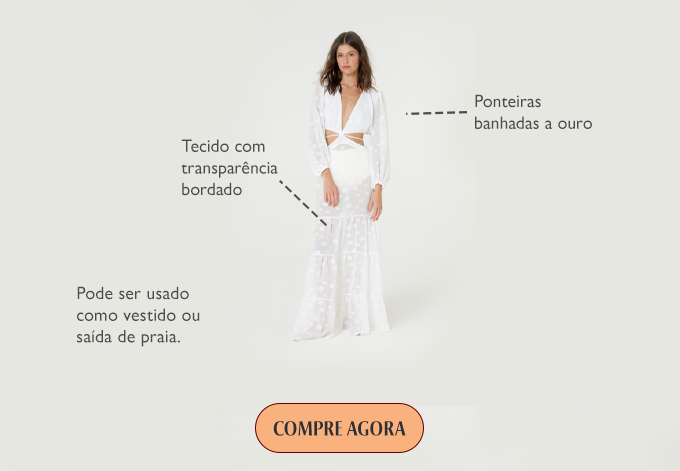 Ponteiras
banhadas a ouro
Tecido com
transparência
bordado
Pode ser usado
como vestido ou
saída de praia.
COMPRE AGORA